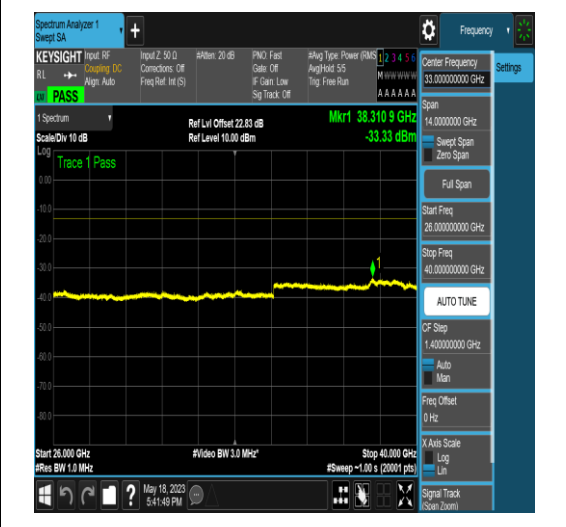 Spectrum Analyzer 1
Swept SA
+
Frequency
KEYSIGHT Input: RF Input Z: 50 Ω #Atten: 20 dB PNO: Fast #Avg Type: Power (RMS 1 2 3 4 5 6
RL Coupling: DC Corrections: Off Gate: Off Avg|Hold: 5/5 M W W W W W
Align: Auto Freq Ref: Int (S) IF Gain: Low Trig: Free Run
PASS Sig Track: Off A A A A A A
1 Spectrum Ref Lvl Offset 22.83 dB Mkr1 38.310 9 GHz
Scale/Div 10 dB Ref Level 10.00 dBm -33.33 dBm
Log
Trace 1 Pass
0.00
-10.0
-20.0
-30.0
1
-40.0
-50.0
-60.0
-70.0
-80.0
Start 26.000 GHz #Video BW 3.0 MHz* Stop 40.000 GHz
#Res BW 1.0 MHz #Sweep ~1.00 s (20001 pts)
May 18, 2023
5:41:49 PM
?
Center Frequency
33.000000000 GHz
Settings
Span
14.0000000 GHz
Swept Span
Zero Span
Full Span
Start Freq
26.000000000 GHz
Stop Freq
40.000000000 GHz
AUTO TUNE
CF Step
1.400000000 GHz
Auto
Man
Freq Offset
0 Hz
X Axis Scale
Log
Lin
Signal Track
(Span Zoom)